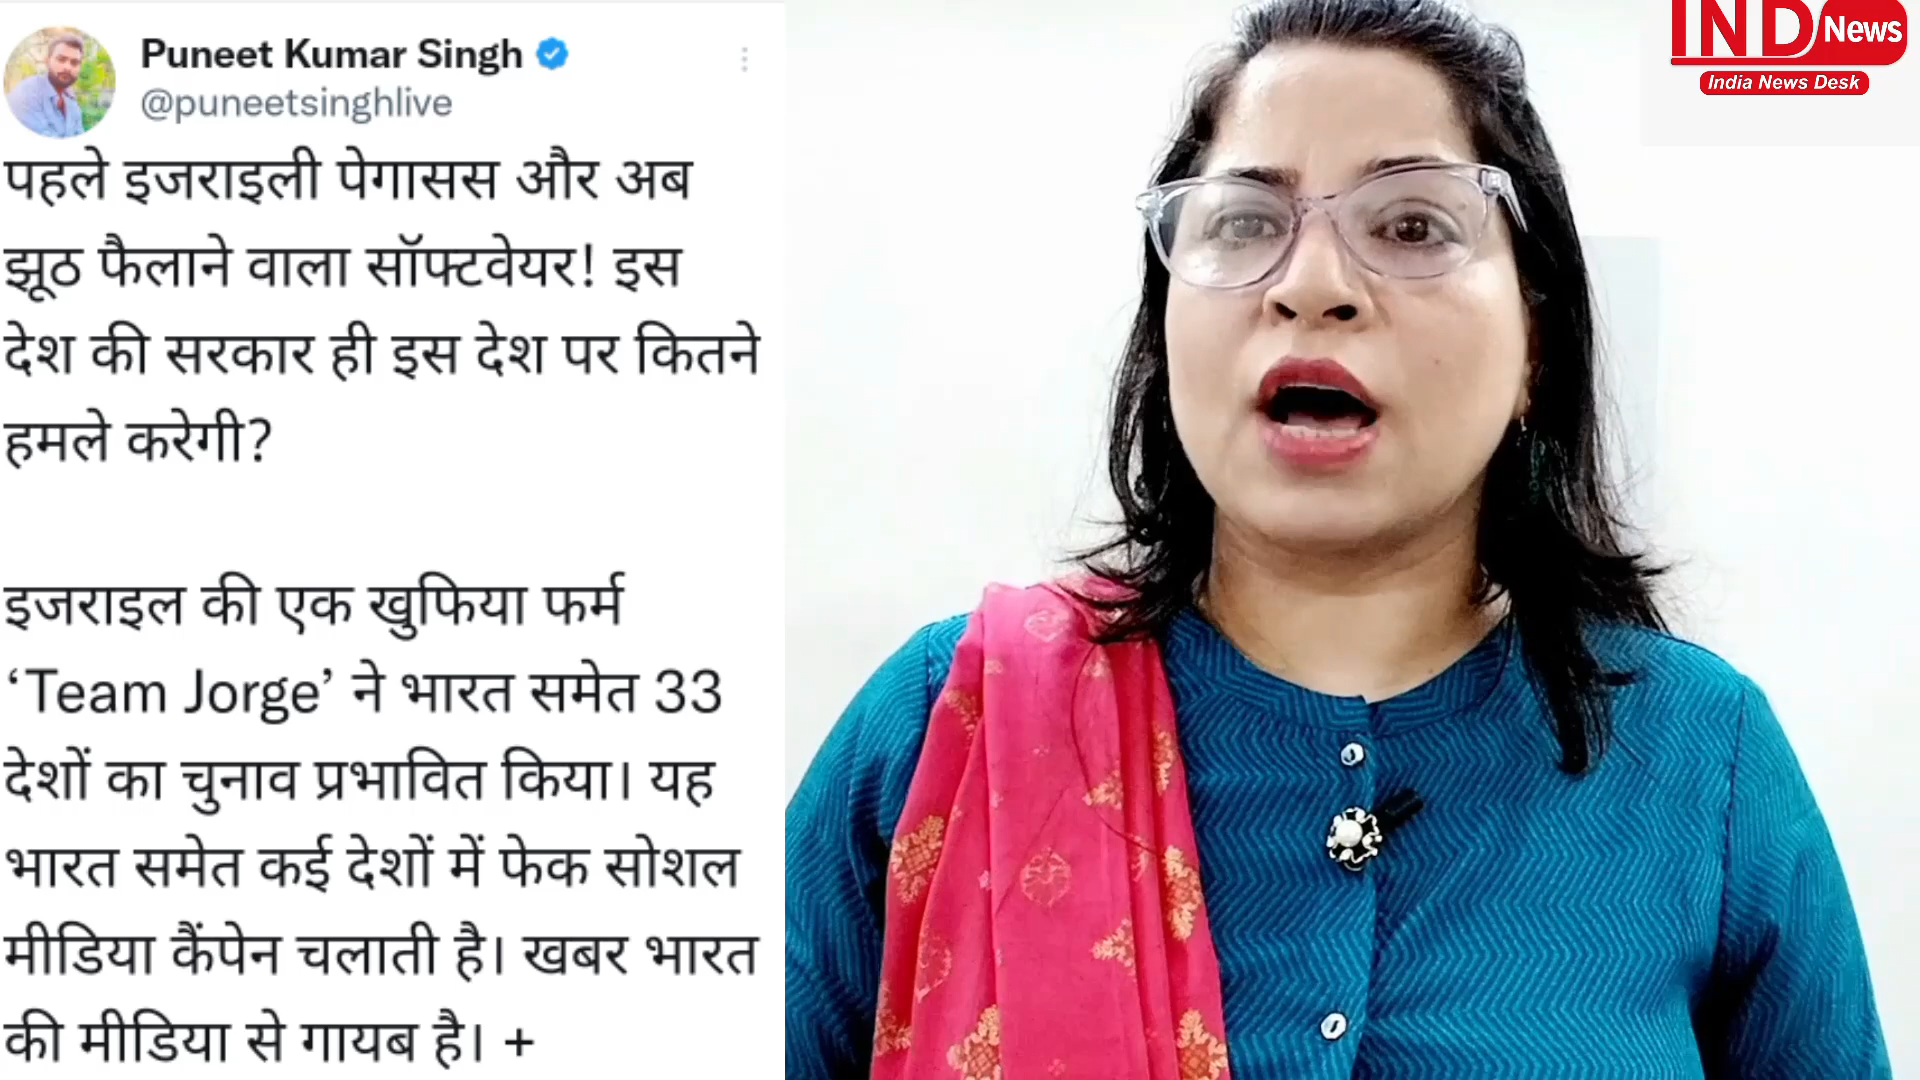 Puneet Kumar Singh
@puneetsinghlive
पहले इजराइली पेगासस और अब
झूठ फैलाने वाला सॉफ्टवेयर! इस
देश की सरकार ही इस देश पर कितने
हमले करेगी?
इजराइल की एक खुफिया फर्म
‘Team Jorge’ ने भारत समेत 33
देशों का चुनाव प्रभावित किया। यह
भारत समेत कई देशों में फेक सोशल
मीडिया कैंपेन चलाती है। खबर भारत
की मीडिया से गायब है। +
IND News
India News Desk